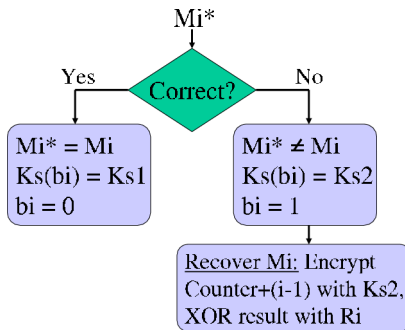 Mi*
Yes
No
Correct?
Mi* = Mi
Ks(bi) = Ks1
bi = 0
Mi* ≠ Mi
Ks(bi) = Ks2
bi = 1
Recover Mi: Encrypt
Counter+(i-1) with Ks2,
XOR result with Ri